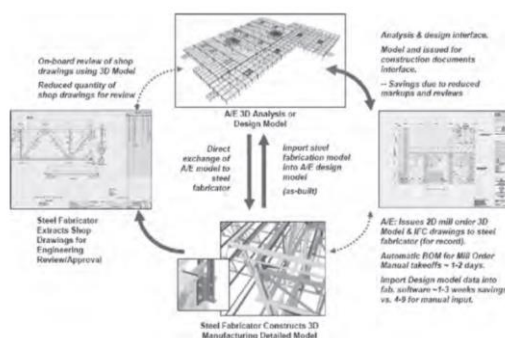 On-board review of shop
drawings using 3D Model
Reduced quantity of
shop drawings for review
Analysis & design interface.
Model and issued for
construction documents
interface.
-- Savings due to reduced
markups and reviews
A/E 3D Analysis or
Design Model
Direct
exchange of
A/E model to
steel
fabricator
Import steel
fabrication model
into A/E design
model
(as-built)
Steel Fabricator
Extracts Shop
Drawings for
Engineering
Review/Approval
A/E: Issues 2D mill order 3D
Model & IFC drawings to steel
fabricator (for record).
Automatic BOM for Mill Order
Manual takeoffs ~ 1-2 days.
Import Design model data into
fab. software ~1-3 weeks savings
vs. 4-9 for manual input.
Steel Fabricator Constructs 3D
Manufacturing Detailed Model